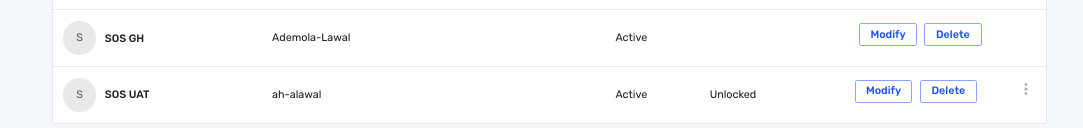 S SOS GH Ademola-Lawal Active Modify Delete
S SOS UAT ah-alawal Active Unlocked Modify Delete